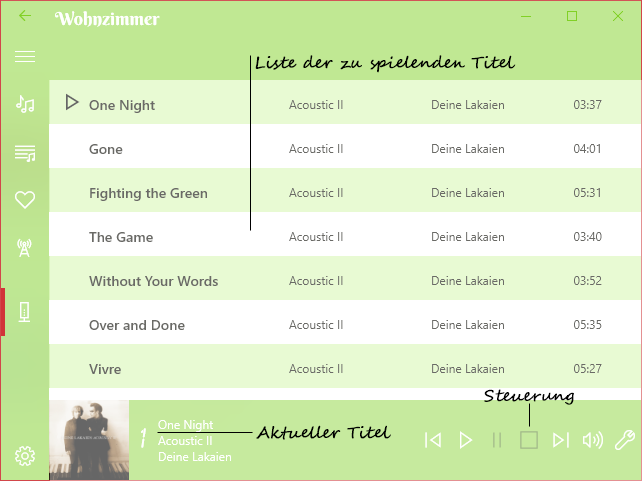 Wohnzimmer
Liste der zu spielenden Titel
One Night Acoustic II Deine Lakaien 03:37
Gone Acoustic II Deine Lakaien 04:01
Fighting the Green Acoustic II Deine Lakaien 05:31
The Game Acoustic II Deine Lakaien 03:40
Without Your Words Acoustic II Deine Lakaien 03:52
Over and Done Acoustic II Deine Lakaien 05:35
Vivre Acoustic II Deine Lakaien 05:27
Steuerung
1 One Night
Acoustic II
Deine Lakaien
Aktueller Titel